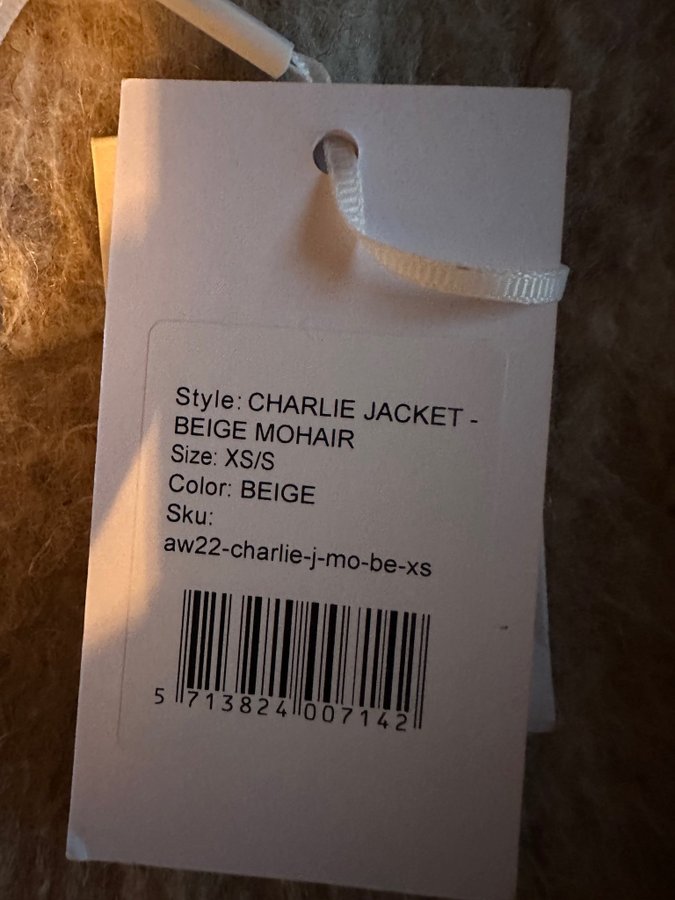 Style: CHARLIE JACKET -
BEIGE MOHAIR
Size: XS/S
Color: BEIGE
Sku:
aw22-charlie-j-mo-be-xs
5 713824 007142